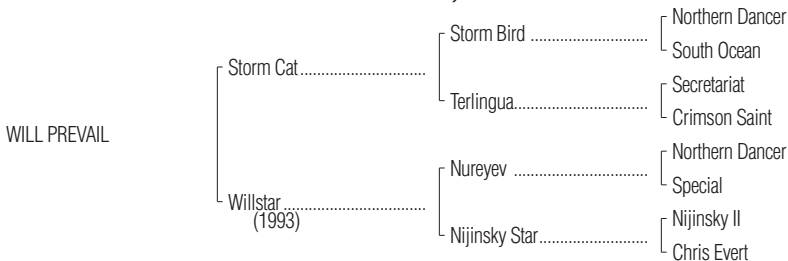 Northern Dancer
Storm Bird ..............................
South Ocean
Storm Cat................................
Secretariat
Terlingua..................................
Crimson Saint
WILL PREVAIL
Northern Dancer
Nureyev ..................................
Special
Willstar ....................................
(1993)
Nijinsky II
Nijinsky Star............................
Chris Evert